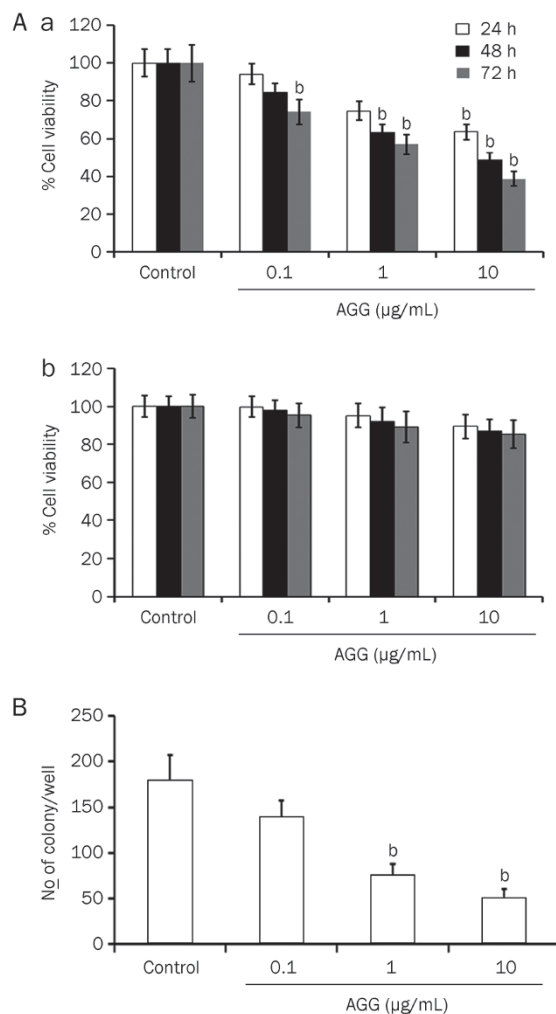 A a
120
100
80
60
40
20
0
% Cell viability
24 h
48 h
72 h
b
b b
b
b
b
Control 0.1 1 10
AGG (µg/mL)
b
120
100
80
60
40
20
0
% Cell viability
Control 0.1 1 10
AGG (µg/mL)
B
250
200
150
100
50
0
No of colony/well
b
b
Control 0.1 1 10
AGG (µg/mL)